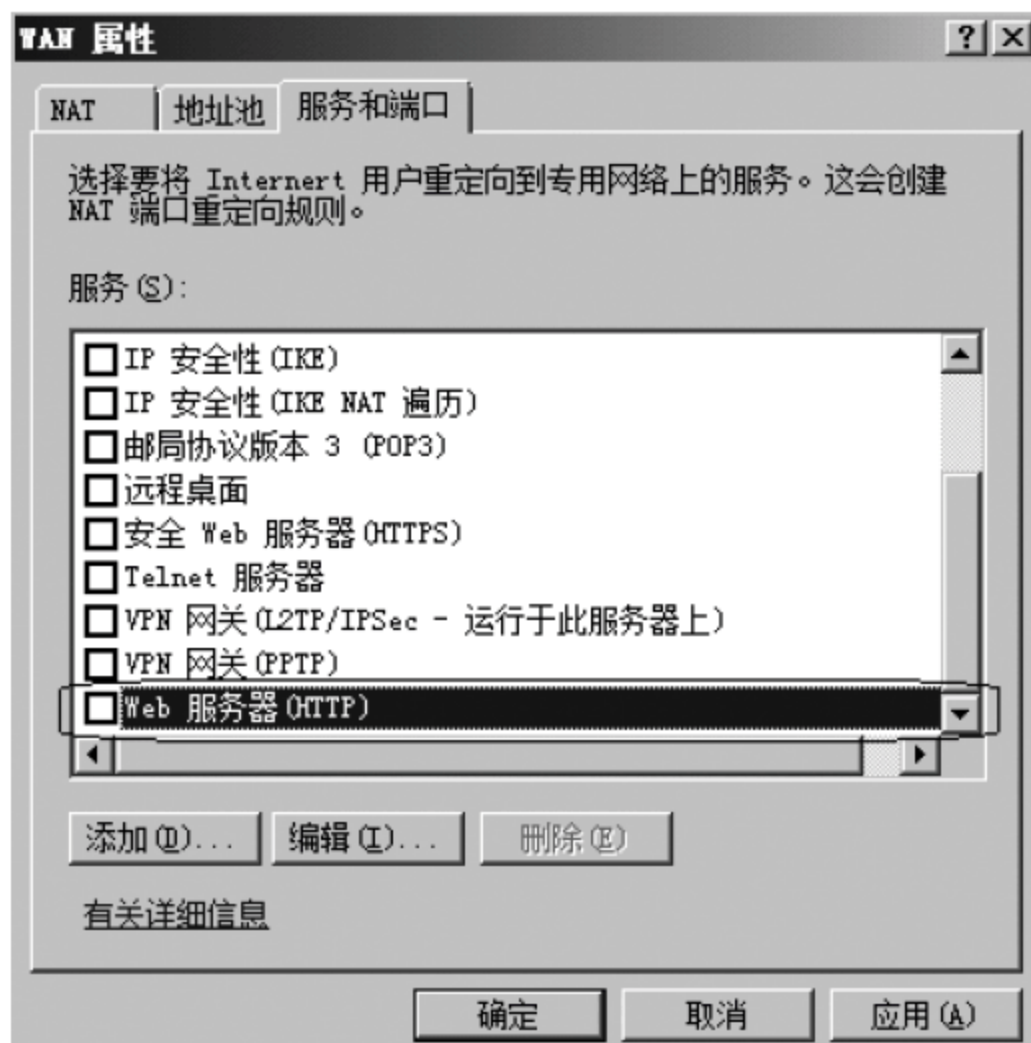 WAN 属性
NAT 地址池 服务和端口
选择要将 Internert 用户重定向到专用网络上的服务。这会创建
NAT 端口重定向规则。
服务(S):
IP 安全性(IKE)
IP 安全性(IKE NAT 遍历)
邮局协议版本 3 (POP3)
远程桌面
安全 Web 服务器(HTTPS)
Telnet 服务器
VPN 网关(L2TP/IPSec - 运行于此服务器上)
VPN 网关(PPTP)
Web 服务器(HTTP)
添加(D)... 编辑(I)... 删除(E)
有关详细信息
确定 取消 应用(A)